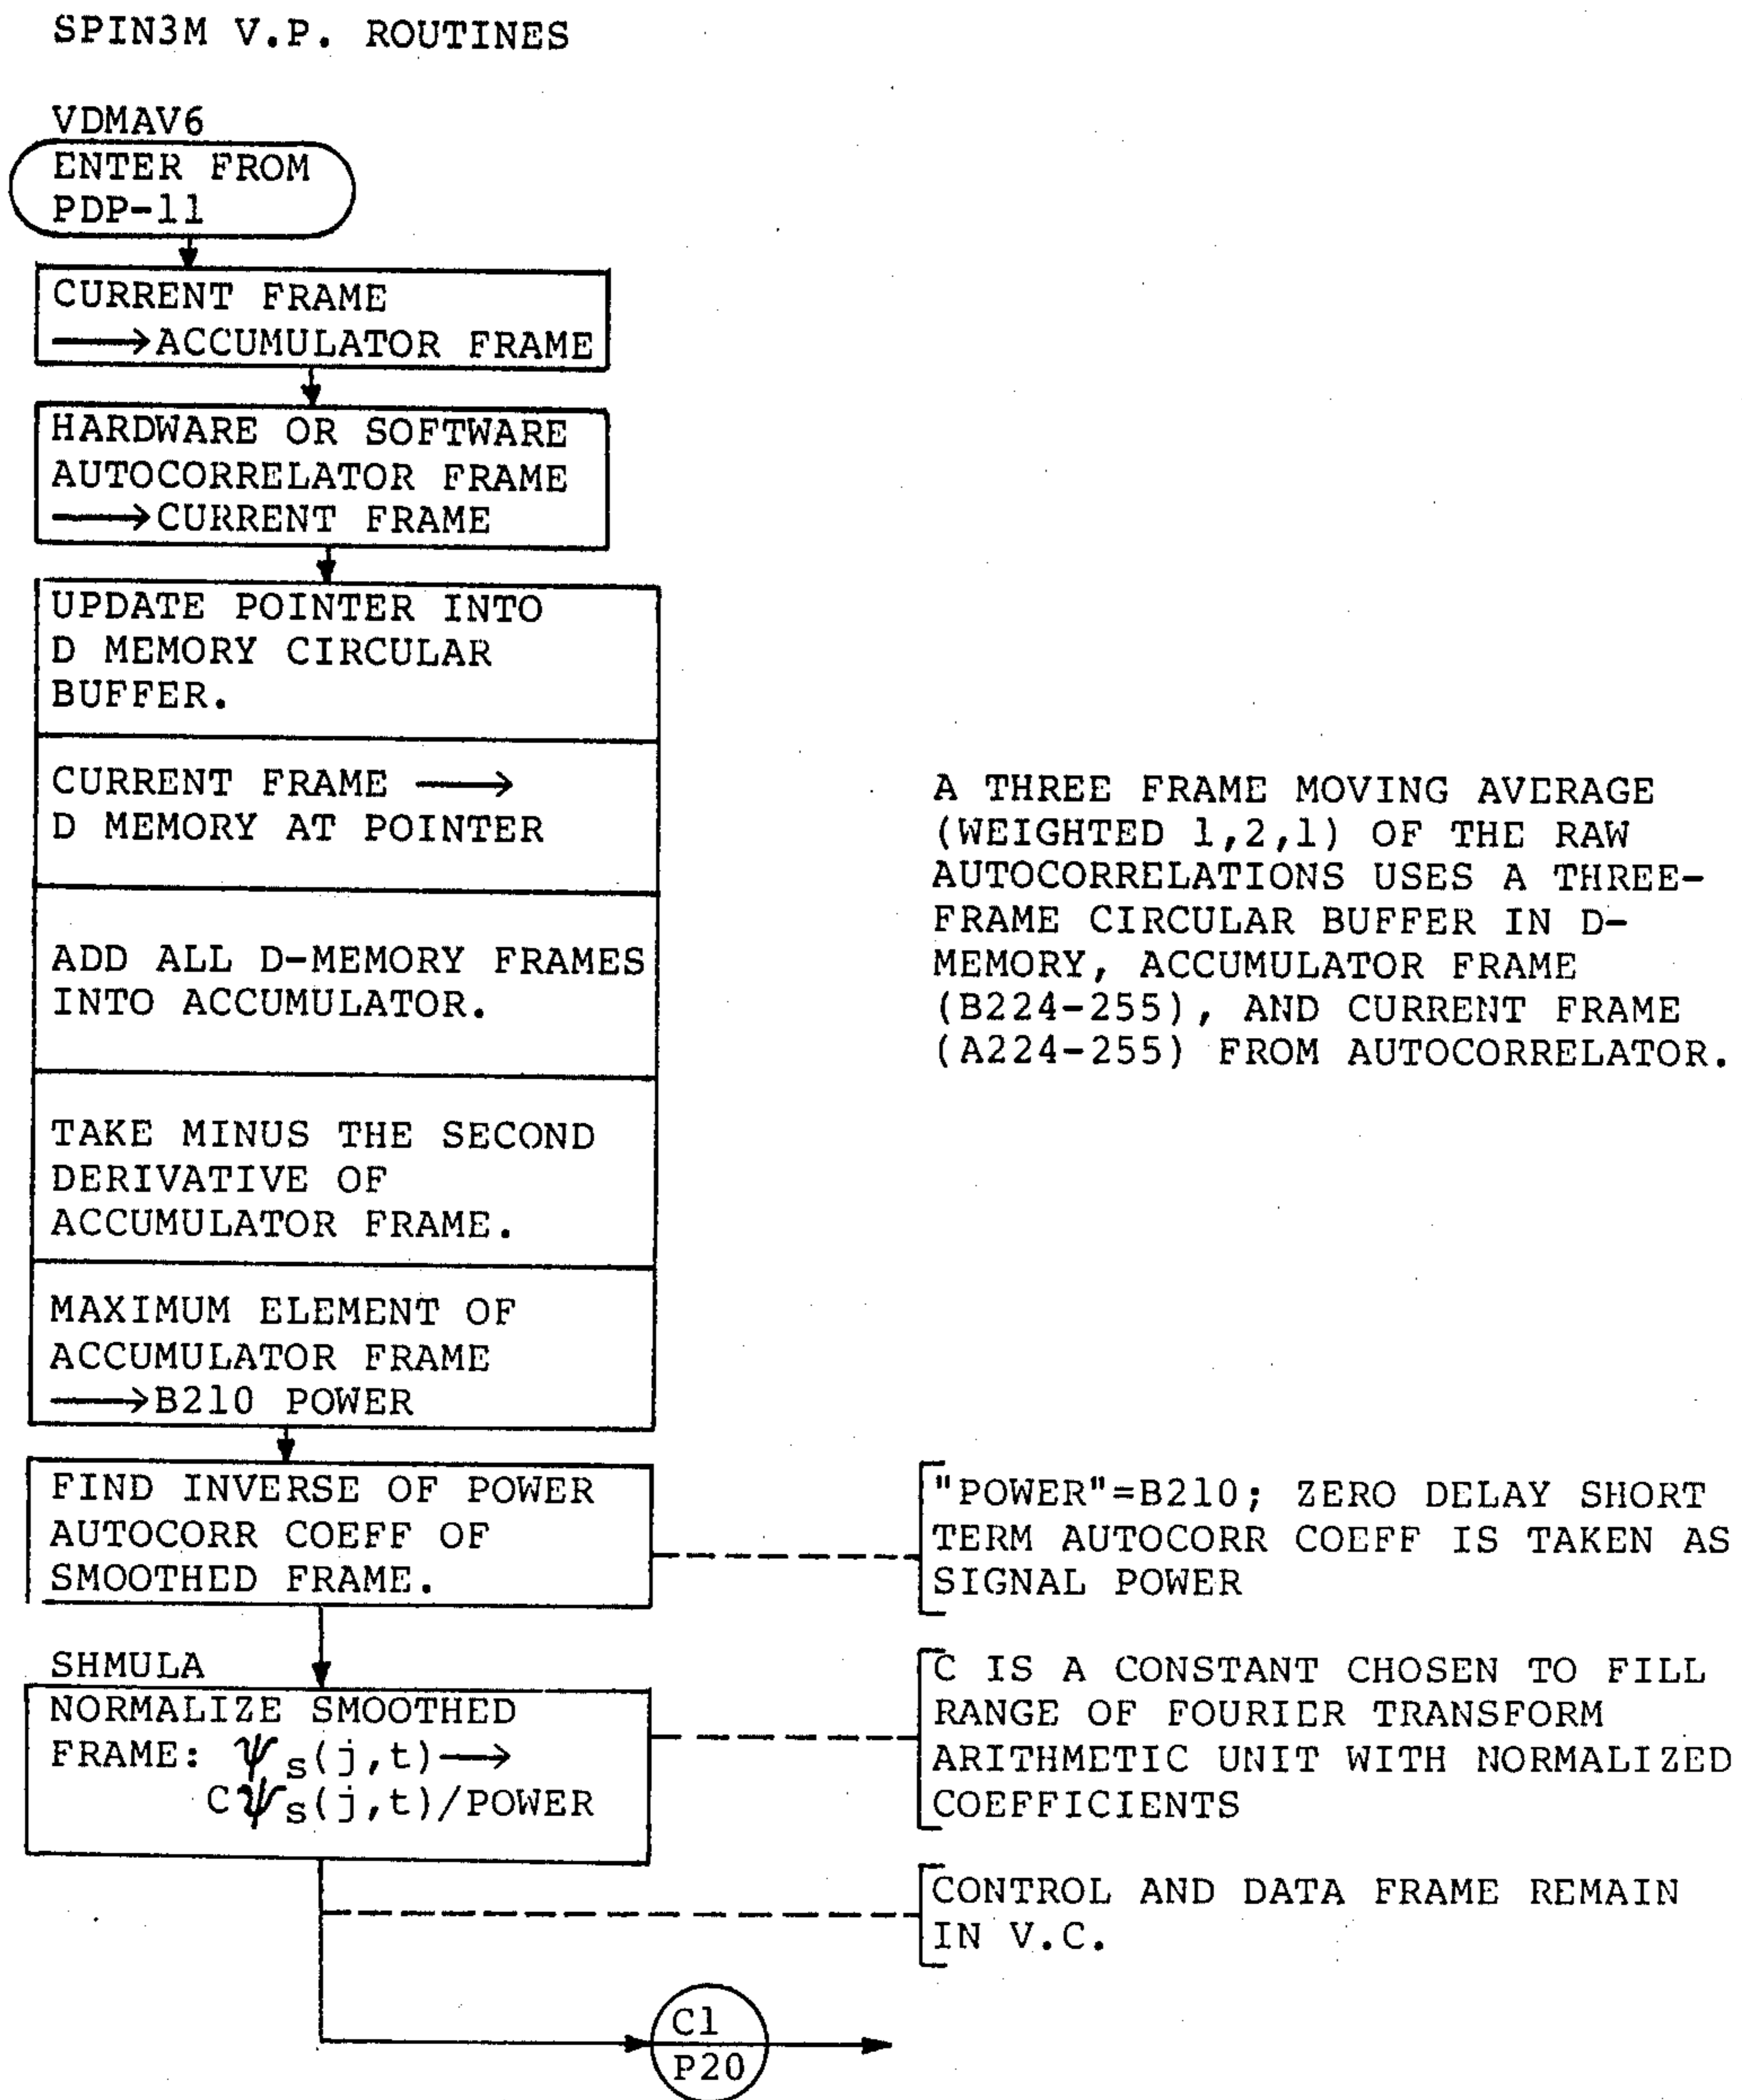 SPIN3M V.P. ROUTINES
VDMAV6
ENTER FROM
PDP-11
CURRENT FRAME
⟶ACCUMULATOR FRAME
HARDWARE OR SOFTWARE
AUTOCORRELATOR FRAME
⟶CURRENT FRAME
UPDATE POINTER INTO
D MEMORY CIRCULAR
BUFFER.
CURRENT FRAME ⟶
D MEMORY AT POINTER
ADD ALL D-MEMORY FRAMES
INTO ACCUMULATOR.
TAKE MINUS THE SECOND
DERIVATIVE OF
ACCUMULATOR FRAME.
MAXIMUM ELEMENT OF
ACCUMULATOR FRAME
⟶B210 POWER
A THREE FRAME MOVING AVERAGE
(WEIGHTED 1,2,1) OF THE RAW
AUTOCORRELATIONS USES A THREE-
FRAME CIRCULAR BUFFER IN D-
MEMORY, ACCUMULATOR FRAME
(B224-255), AND CURRENT FRAME
(A224-255) FROM AUTOCORRELATOR.
FIND INVERSE OF POWER
AUTOCORR COEFF OF
SMOOTHED FRAME.
"POWER"=B210; ZERO DELAY SHORT
TERM AUTOCORR COEFF IS TAKEN AS
SIGNAL POWER
SHMULA
NORMALIZE SMOOTHED
FRAME: ψs(j,t)⟶
Cψs(j,t)/POWER
C IS A CONSTANT CHOSEN TO FILL
RANGE OF FOURIER TRANSFORM
ARITHMETIC UNIT WITH NORMALIZED
COEFFICIENTS
CONTROL AND DATA FRAME REMAIN
IN V.C.
C1
P20